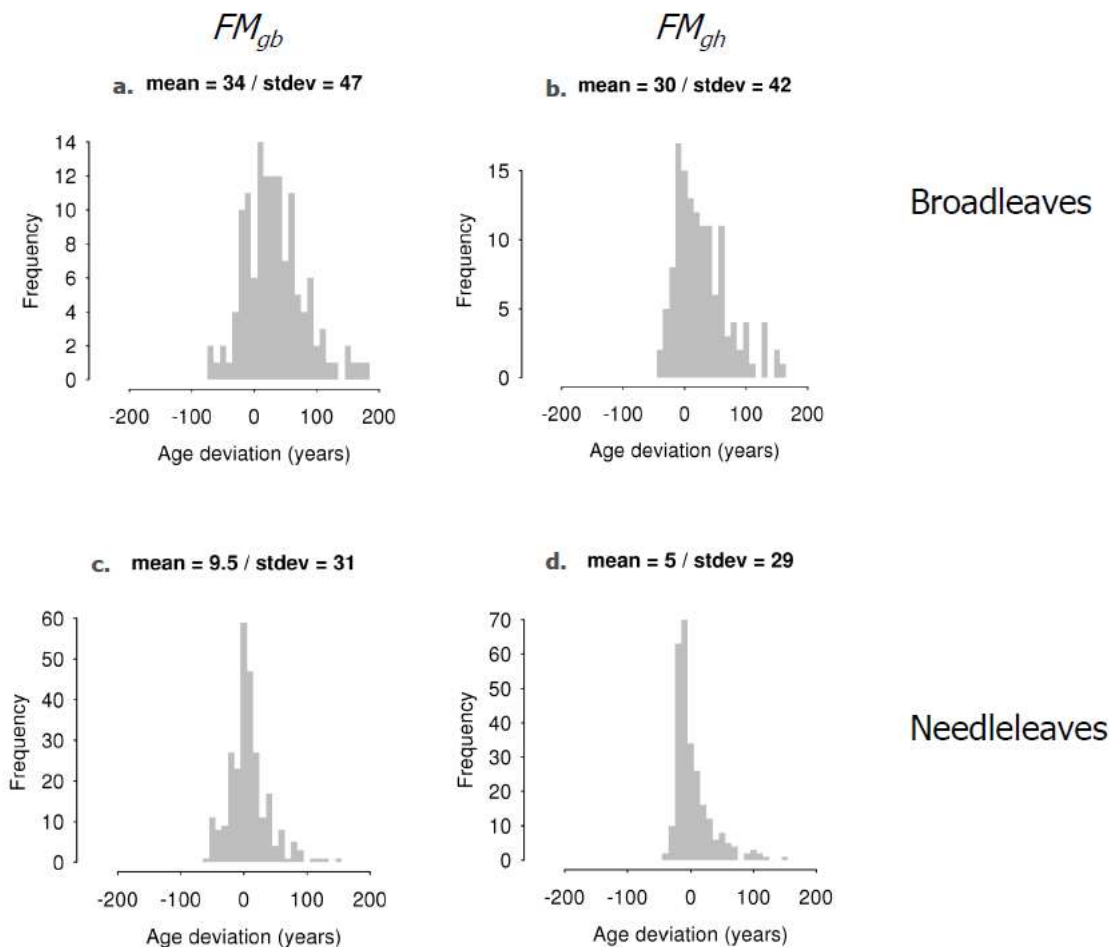 FM_gb FM_gh
a. mean = 34 / stdev = 47
b. mean = 30 / stdev = 42
Frequency
14
12
10
8
6
4
2
0
-200 -100 0 100 200
Age deviation (years)
Frequency
15
10
5
0
-200 -100 0 100 200
Age deviation (years)
Broadleaves
c. mean = 9.5 / stdev = 31
d. mean = 5 / stdev = 29
Frequency
60
50
40
30
20
10
0
-200 -100 0 100 200
Age deviation (years)
Frequency
70
50
40
30
20
10
0
-200 -100 0 100 200
Age deviation (years)
Needleleaves